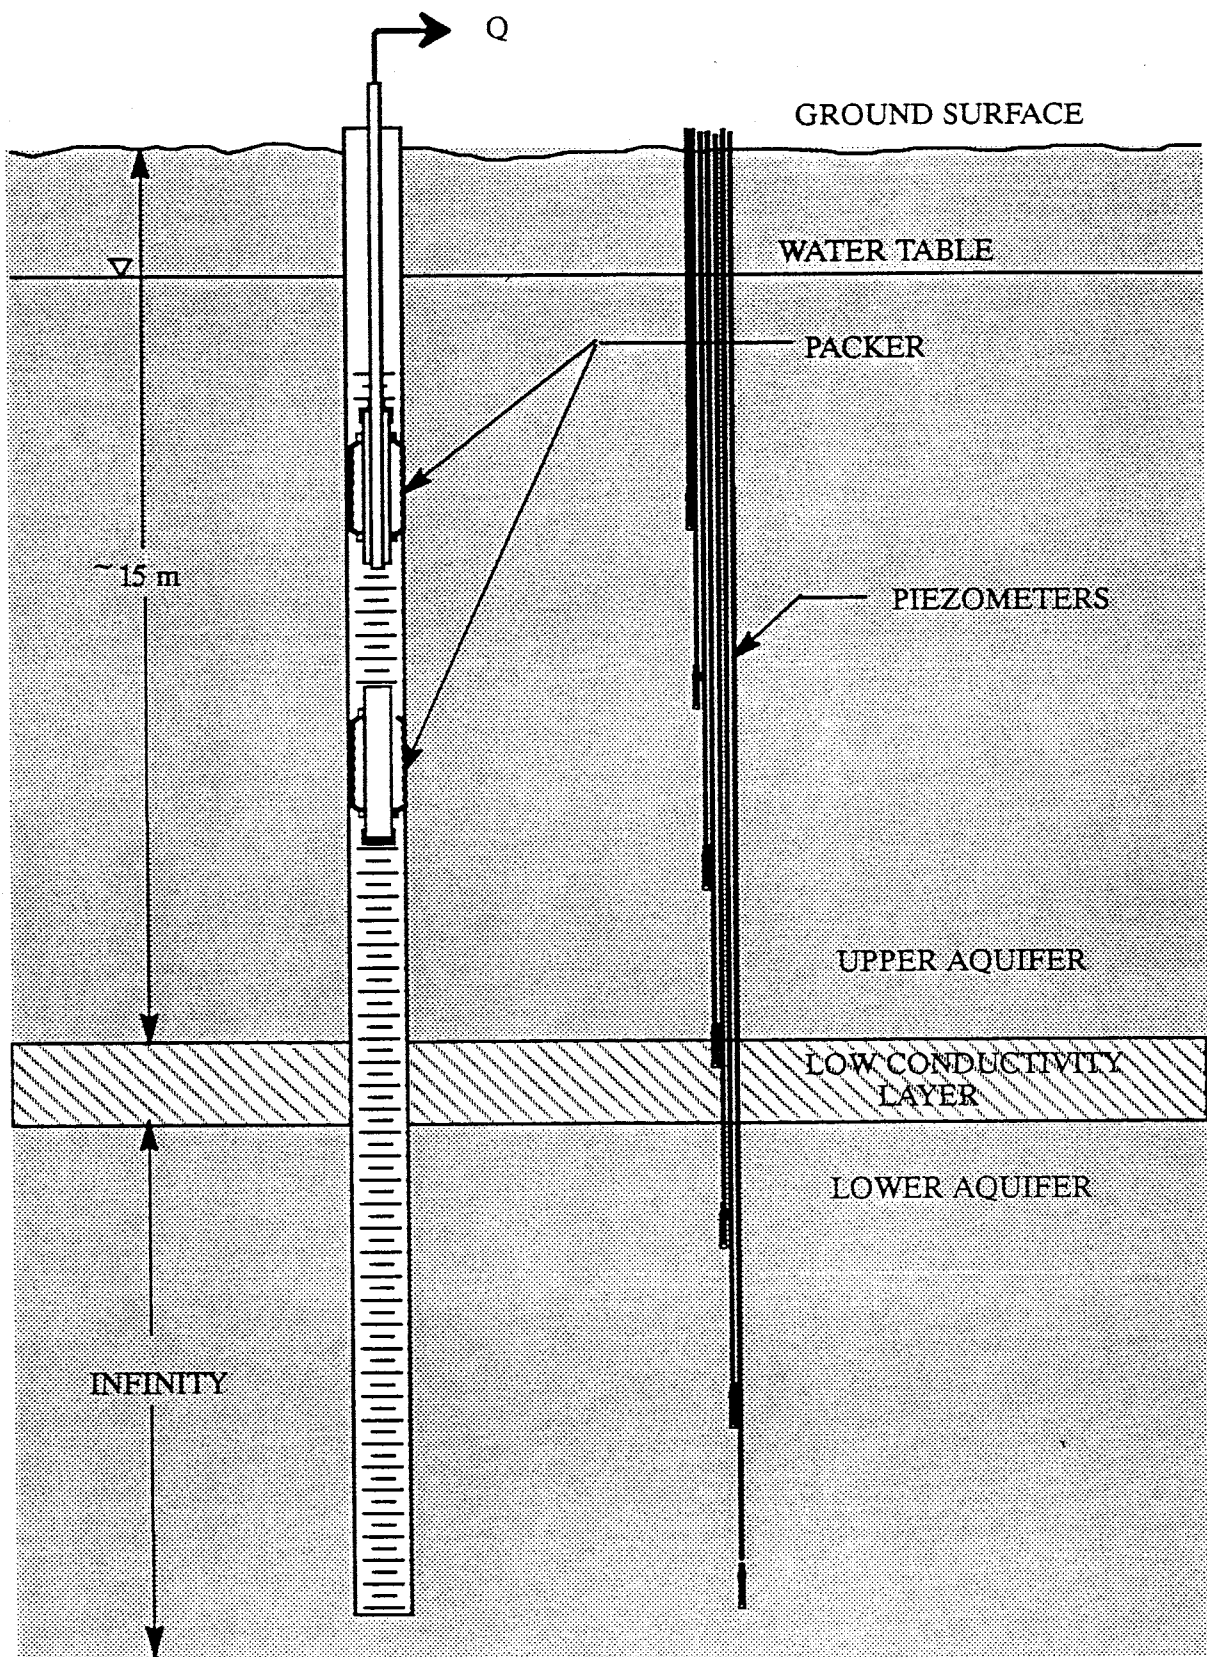 Q
GROUND SURFACE
WATER TABLE
PACKER
~15 m
PIEZOMETERS
UPPER AQUIFER
LOW CONDUCTIVITY
LAYER
LOWER AQUIFER
INFINITY